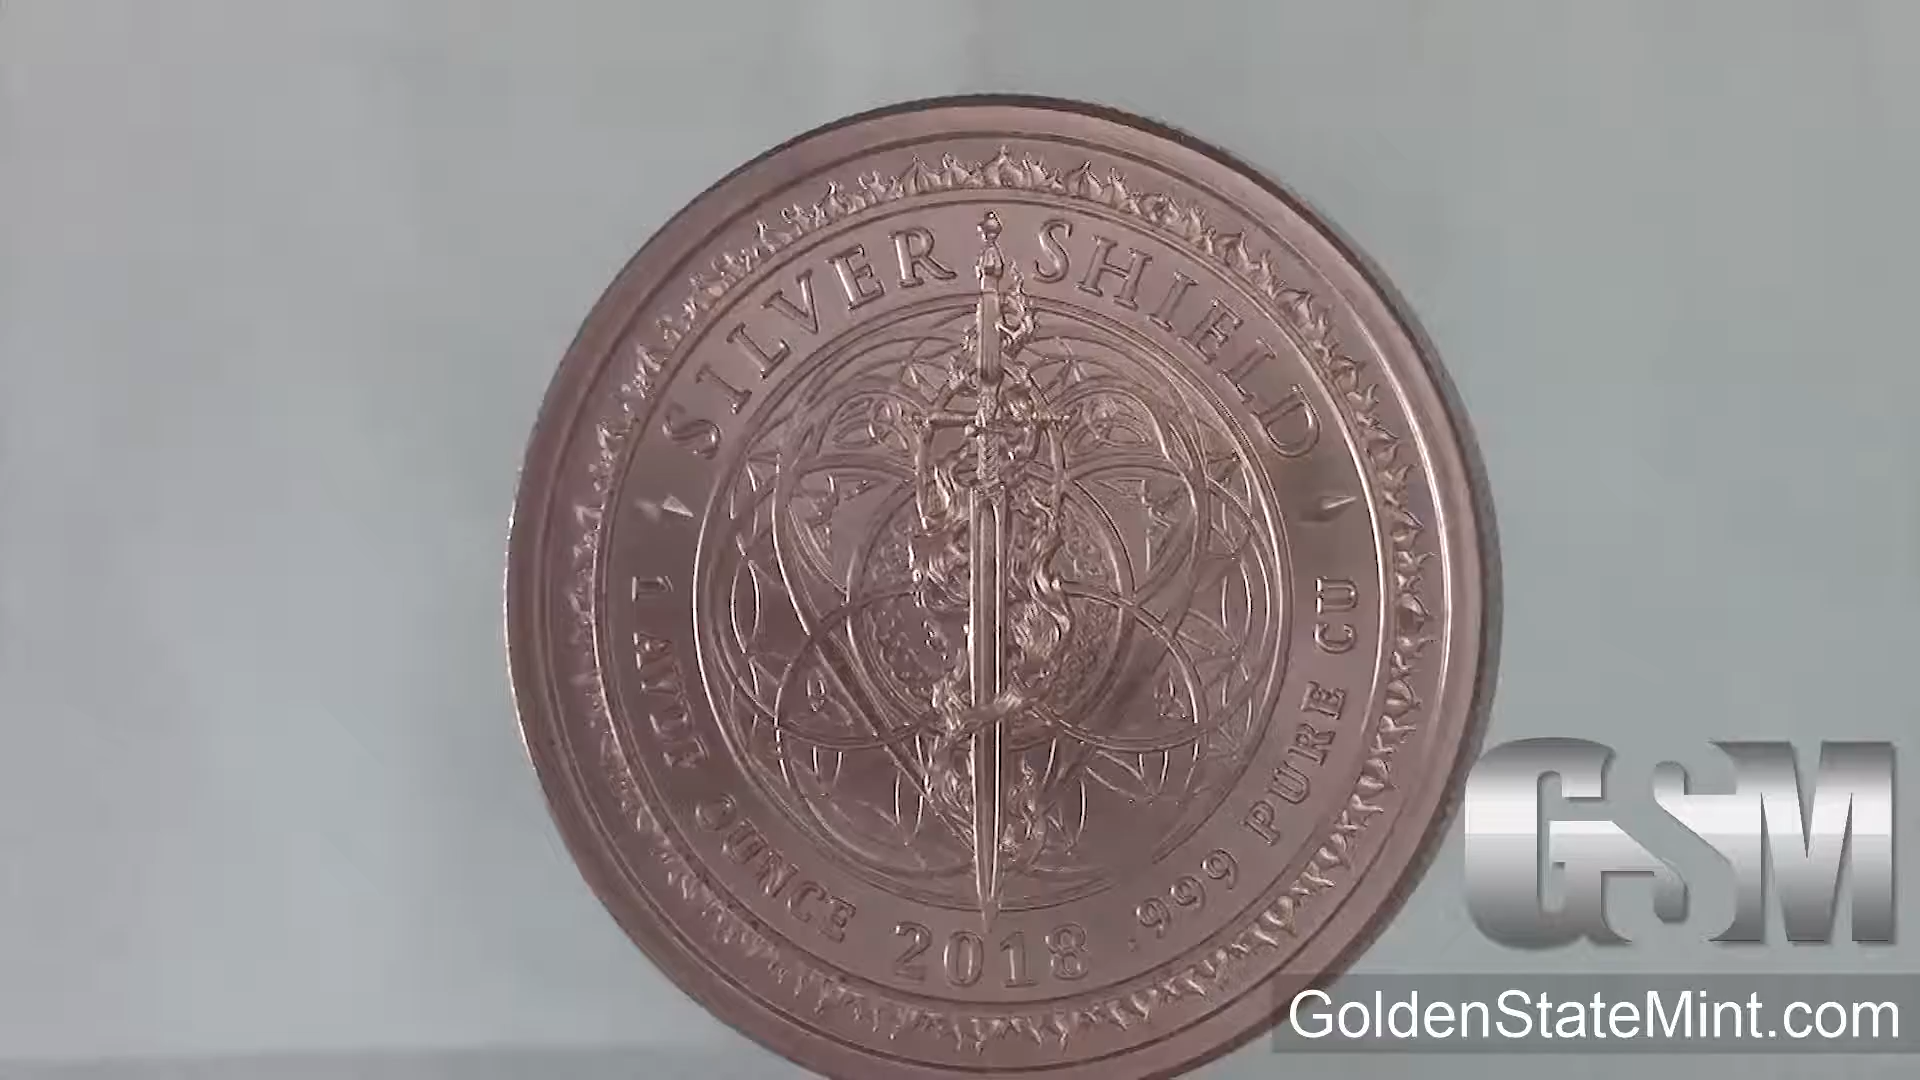 SILVER SHIELD
1 AVDP OUNCE 2018 .999 PURE CU
GSM
GoldenStateMint.com